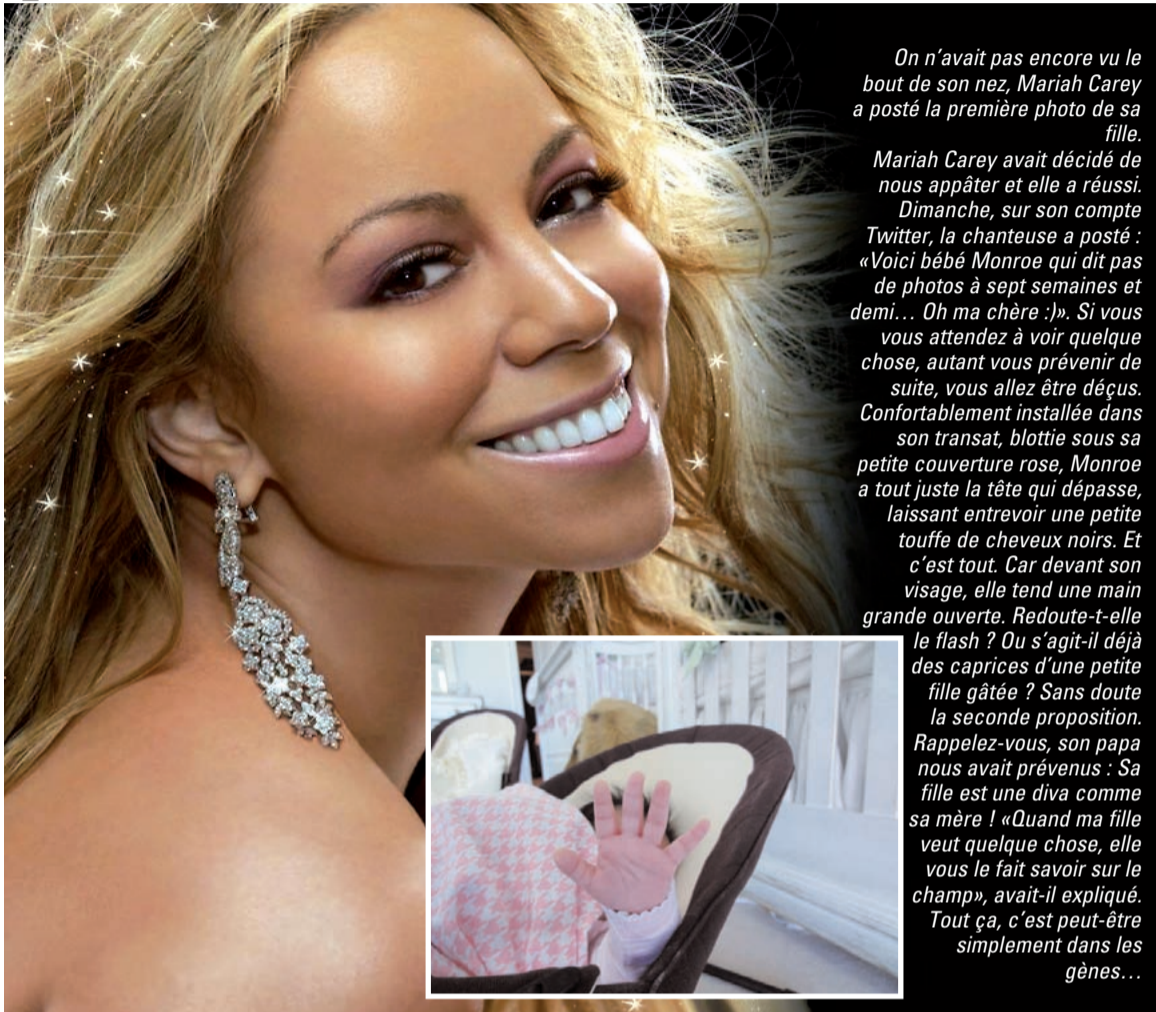 On n'avait pas encore vu le
bout de son nez, Mariah Carey
a posté la première photo de sa
fille.
Mariah Carey avait décidé de
nous appâter et elle a réussi.
Dimanche, sur son compte
Twitter, la chanteuse a posté :
«Voici bébé Monroe qui dit pas
de photos à sept semaines et
demi… Oh ma chère :)». Si vous
vous attendez à voir quelque
chose, autant vous prévenir de
suite, vous allez être déçus.
Confortablement installée dans
son transat, blottie sous sa
petite couverture rose, Monroe
a tout juste la tête qui dépasse,
laissant entrevoir une petite
touffe de cheveux noirs. Et
c'est tout. Car devant son
visage, elle tend une main
grande ouverte. Redoute-t-elle
le flash ? Ou s'agit-il déjà
des caprices d'une petite
fille gâtée ? Sans doute
la seconde proposition.
Rappelez-vous, son papa
nous avait prévenus : Sa
fille est une diva comme
sa mère ! «Quand ma fille
veut quelque chose, elle
vous le fait savoir sur le
champ», avait-il expliqué.
Tout ça, c'est peut-être
simplement dans les
gènes…